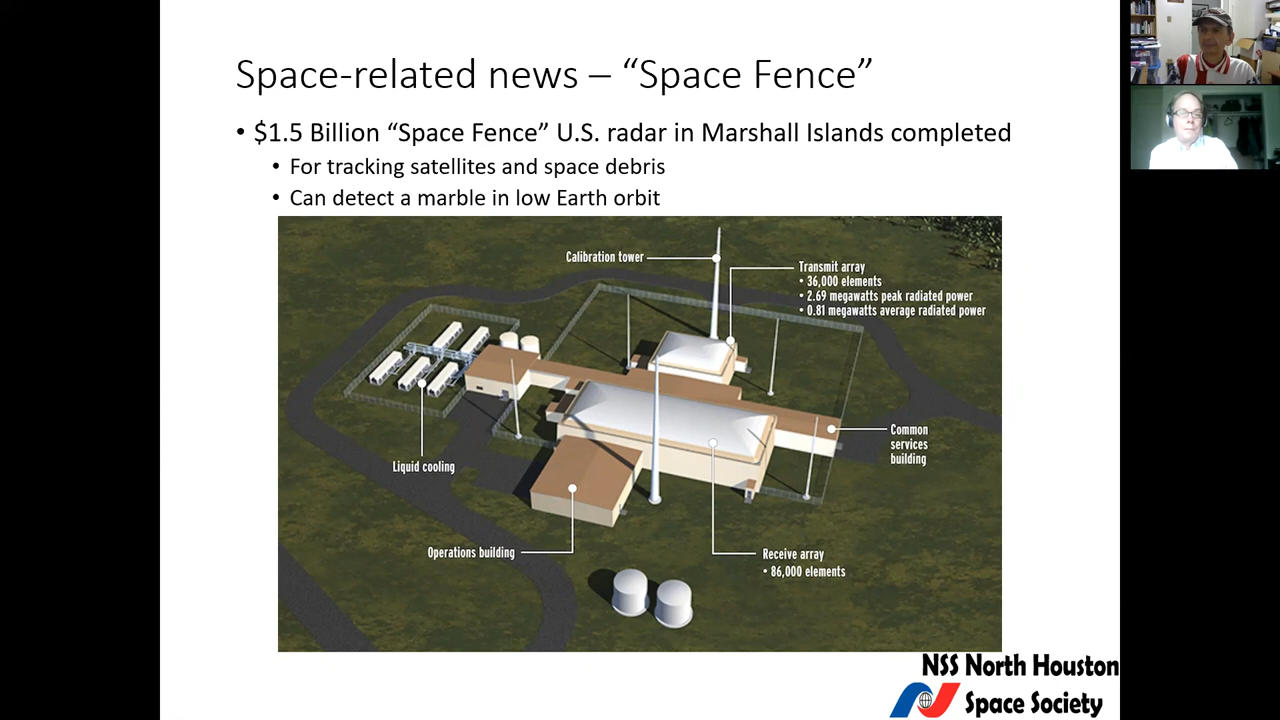 Space-related news – “Space Fence”
• $1.5 Billion “Space Fence” U.S. radar in Marshall Islands completed
• For tracking satellites and space debris
• Can detect a marble in low Earth orbit
Calibration tower
Transmit array
• 36,000 elements
• 2.69 megawatts peak radiated power
• 0.81 megawatts average radiated power
Common
services
building
Liquid cooling
Operations building
Receive array
• 86,000 elements
NSS North Houston
Space Society